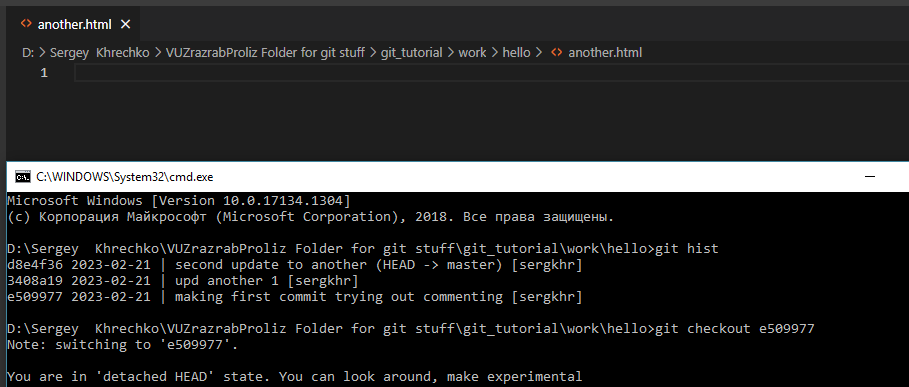 another.html
D: > Sergey Khrechko > VUZrazrabProliz Folder for git stuff > git_tutorial > work > hello > another.html
1
C:\WINDOWS\System32\cmd.exe
Microsoft Windows [Version 10.0.17134.1304]
(c) Корпорация Майкрософт (Microsoft Corporation), 2018. Все права защищены.
D:\Sergey  Khrechko\VUZrazrabProliz Folder for git stuff\git_tutorial\work\hello>git hist
d8e4f36 2023-02-21 | second update to another (HEAD -> master) [sergkhr]
3408a19 2023-02-21 | upd another 1 [sergkhr]
e509977 2023-02-21 | making first commit trying out commenting [sergkhr]
D:\Sergey  Khrechko\VUZrazrabProliz Folder for git stuff\git_tutorial\work\hello>git checkout e509977
Note: switching to 'e509977'.
You are in 'detached HEAD' state. You can look around, make experimental